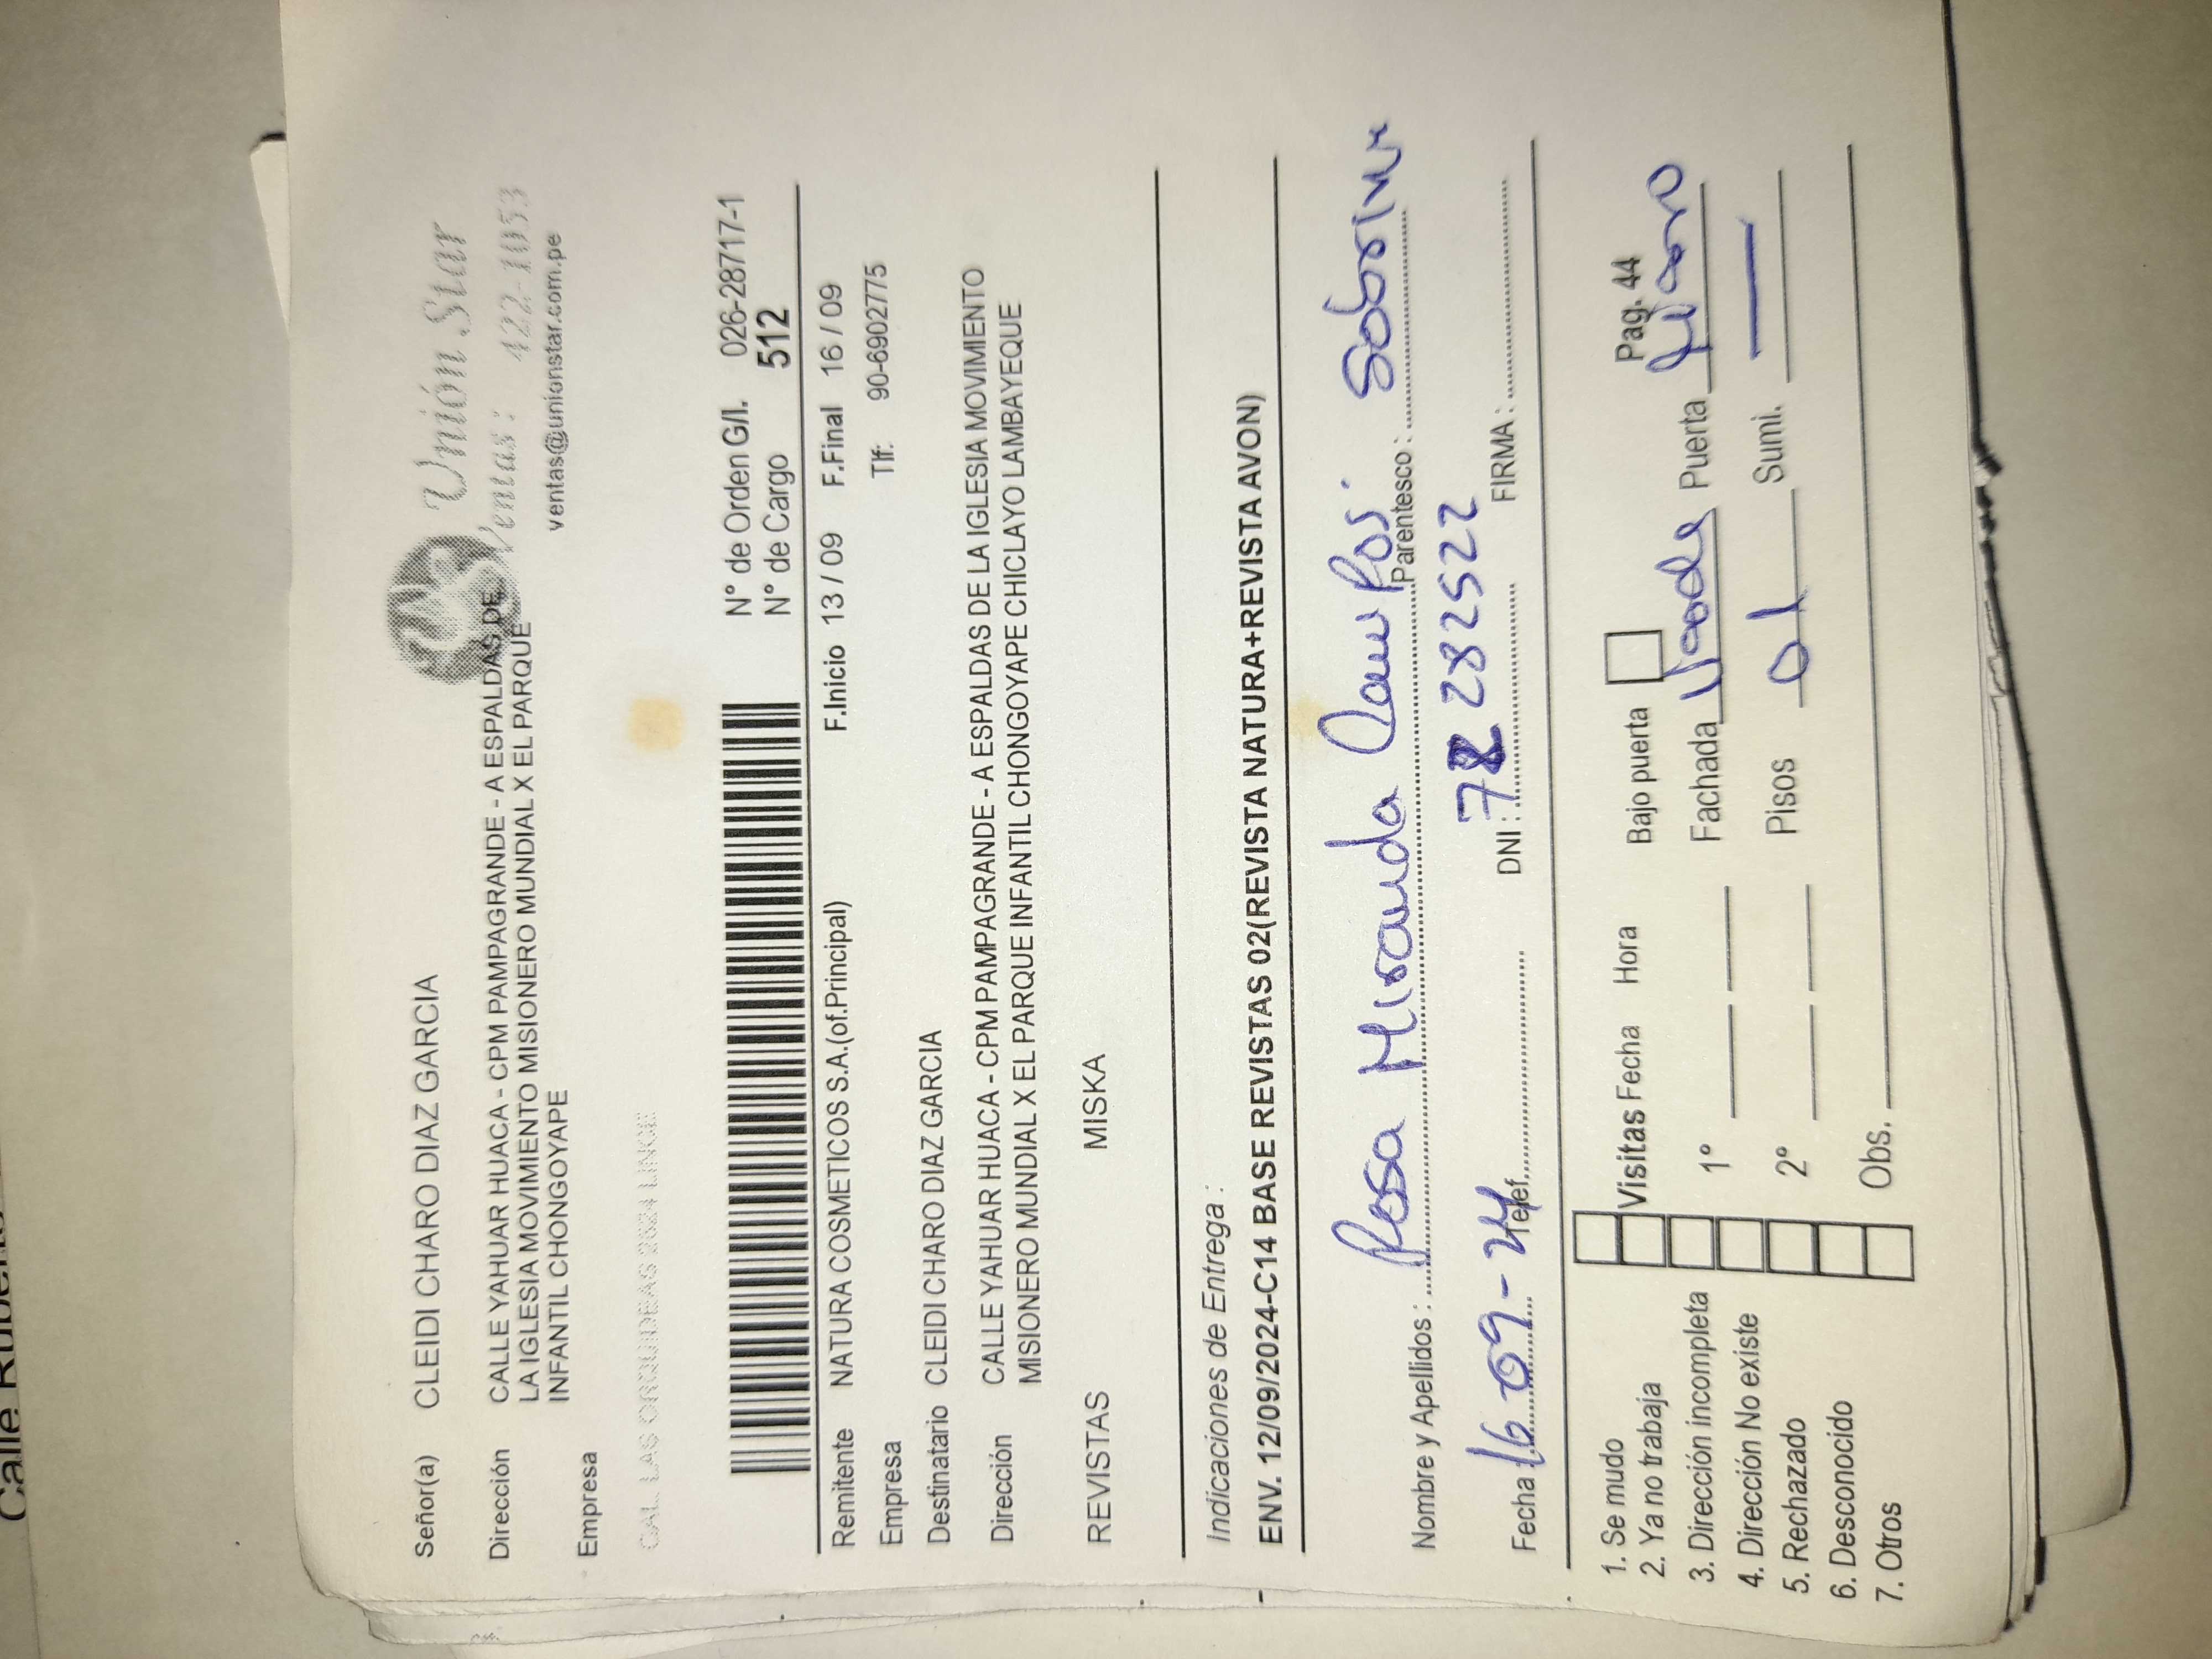 Señor(a) CLEIDI CHARO DIAZ GARCIA
Unión Star
Ventas : 422-1053
ventas@unionstar.com.pe
Dirección CALLE YAHUAR HUACA - CPM PAMPAGRANDE - A ESPALDAS DE
LA IGLESIA MOVIMIENTO MISIONERO MUNDIAL X EL PARQUE
INFANTIL CHONGOYAPE
Empresa
CAL. LAS ORQUIDEAS 2624 LINCE
N° de Orden G/I. 026-28717-1
N° de Cargo 512
Remitente NATURA COSMETICOS S.A.(of.Principal) F.Inicio 13 / 09 F.Final 16 / 09
Empresa Tlf: 90-6902775
Destinatario CLEIDI CHARO DIAZ GARCIA
Dirección CALLE YAHUAR HUACA - CPM PAMPAGRANDE - A ESPALDAS DE LA IGLESIA MOVIMIENTO
MISIONERO MUNDIAL X EL PARQUE INFANTIL CHONGOYAPE CHICLAYO LAMBAYEQUE
REVISTAS MISKA
Indicaciones de Entrega :
ENV. 12/09/2024-C14 BASE REVISTAS 02(REVISTA NATURA+REVISTA AVON)
Nombre y Apellidos : Rosa Miranda Campos Parentesco : Sobrina
Fecha 16 09-24 Telef. DNI : 72282522 FIRMA :
Pag. 44
1. Se mudo
2. Ya no trabaja
3. Dirección incompleta
4. Dirección No existe
5. Rechazado
6. Desconocido
7. Otros
Visitas Fecha Hora Bajo puerta
1° Fachada Verde Puerta
2° Pisos 01 Sumi. —
Obs.